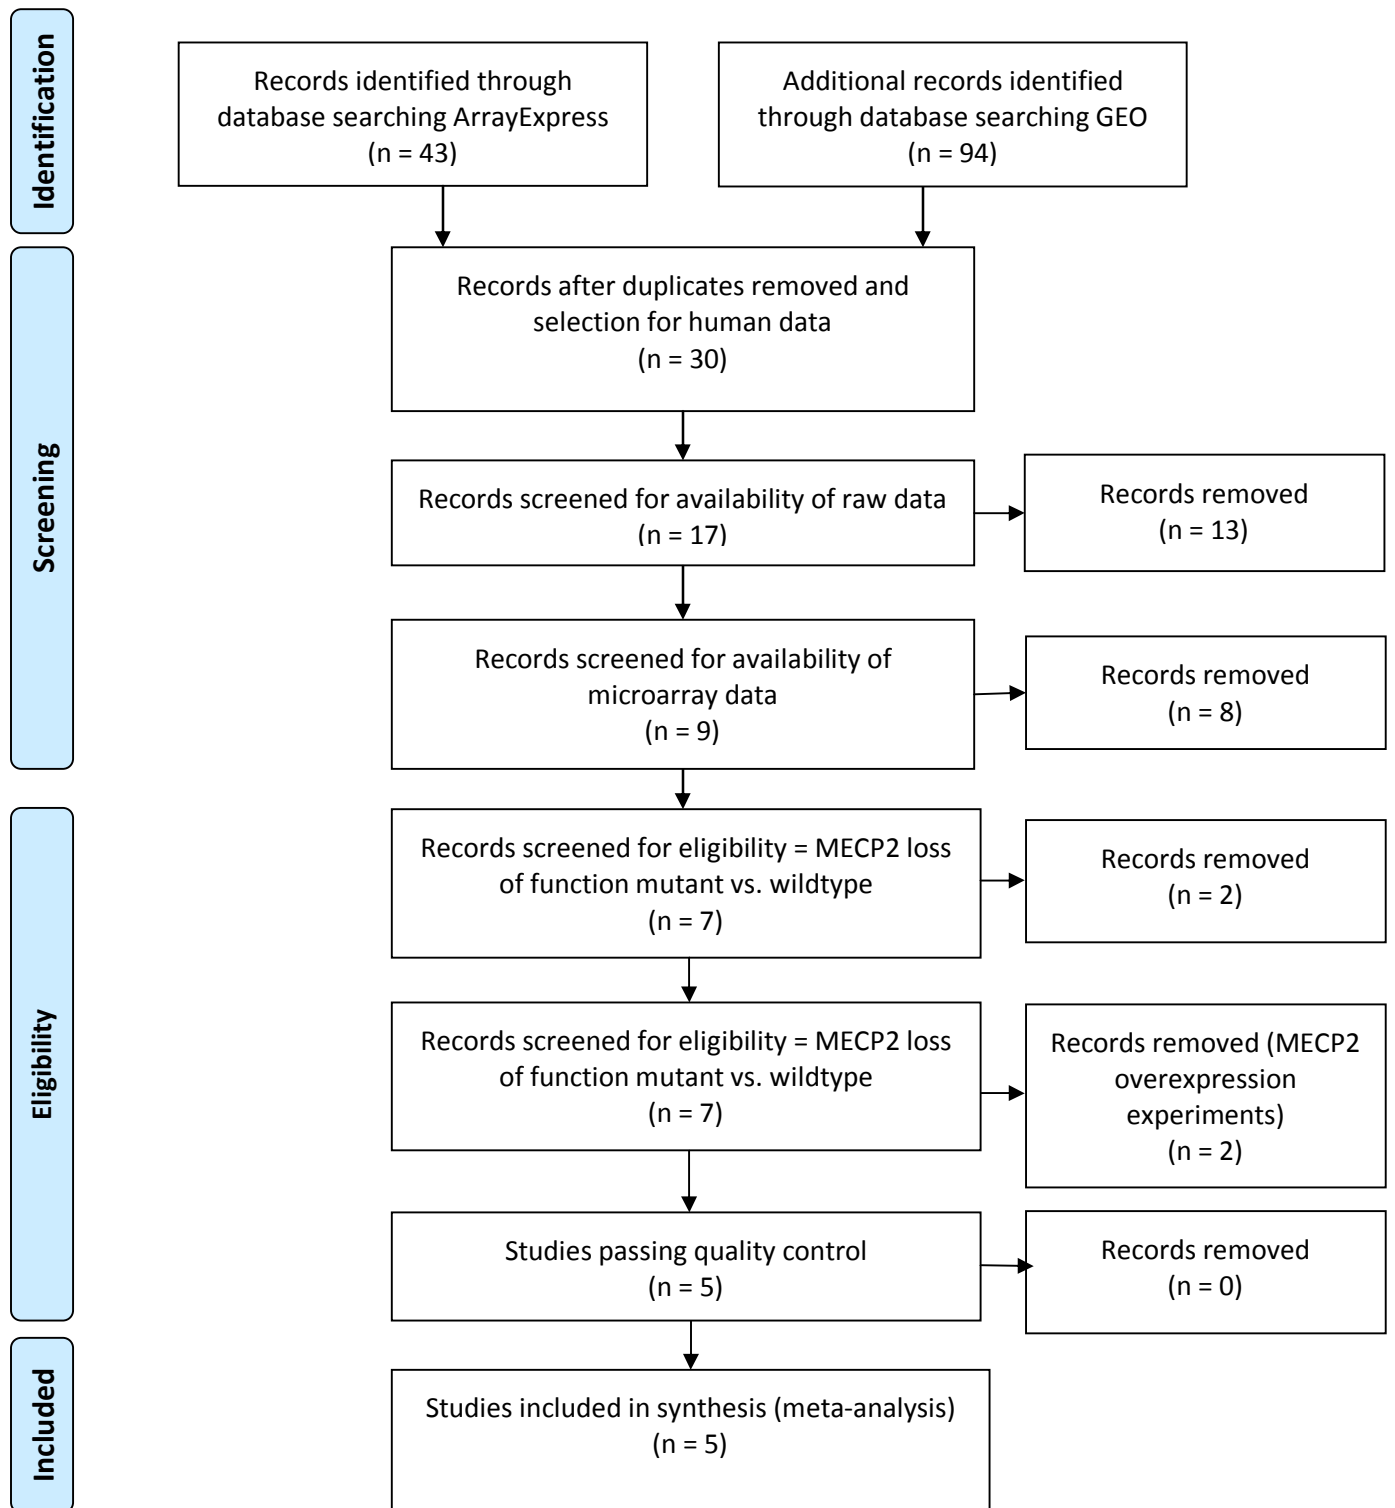 Identification
Records identified through
database searching ArrayExpress
(n = 43)
Additional records identified
through database searching GEO
(n = 94)
Screening
Records after duplicates removed and
selection for human data
(n = 30)
Records screened for availability of raw data
(n = 17)
Records removed
(n = 13)
Records screened for availability of
microarray data
(n = 9)
Records removed
(n = 8)
Eligibility
Records screened for eligibility = MECP2 loss
of function mutant vs. wildtype
(n = 7)
Records removed
(n = 2)
Records screened for eligibility = MECP2 loss
of function mutant vs. wildtype
(n = 7)
Records removed (MECP2
overexpression
experiments)
(n = 2)
Studies passing quality control
(n = 5)
Records removed
(n = 0)
Included
Studies included in synthesis (meta-analysis)
(n = 5)